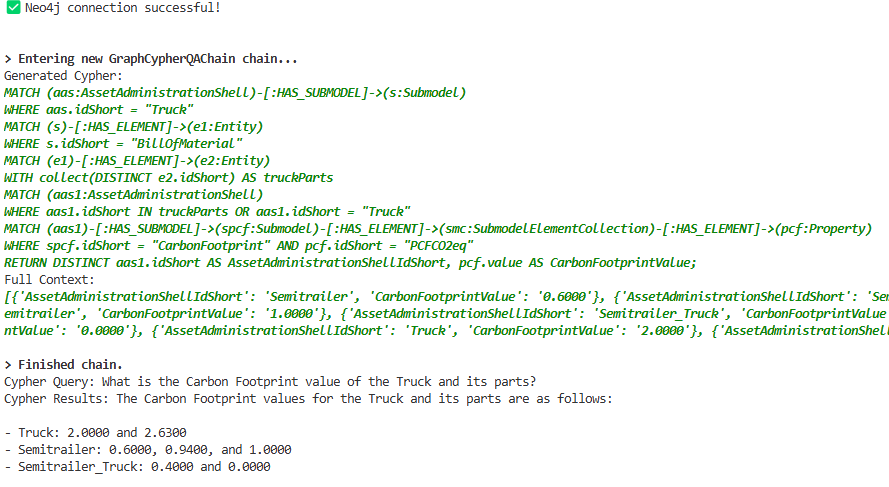 ✅ Neo4j connection successful!
> Entering new GraphCypherQAChain chain...
Generated Cypher:
MATCH (aas:AssetAdministrationShell)-[:HAS_SUBMODEL]->(s:Submodel)
WHERE aas.idShort = "Truck"
MATCH (s)-[:HAS_ELEMENT]->(e1:Entity)
WHERE s.idShort = "BillOfMaterial"
MATCH (e1)-[:HAS_ELEMENT]->(e2:Entity)
WITH collect(DISTINCT e2.idShort) AS truckParts
MATCH (aas1:AssetAdministrationShell)
WHERE aas1.idShort IN truckParts OR aas1.idShort = "Truck"
MATCH (aas1)-[:HAS_SUBMODEL]->(spcf:Submodel)-[:HAS_ELEMENT]->(smc:SubmodelElementCollection)-[:HAS_ELEMENT]->(pcf:Property)
WHERE spcf.idShort = "CarbonFootprint" AND pcf.idShort = "PCFCO2eq"
RETURN DISTINCT aas1.idShort AS AssetAdministrationShellIdShort, pcf.value AS CarbonFootprintValue;
Full Context:
[{'AssetAdministrationShellIdShort': 'Semitrailer', 'CarbonFootprintValue': '0.6000'}, {'AssetAdministrationShellIdShort': 'Sem
emitrailer', 'CarbonFootprintValue': '1.0000'}, {'AssetAdministrationShellIdShort': 'Semitrailer_Truck', 'CarbonFootprintValue
ntValue': '0.0000'}, {'AssetAdministrationShellIdShort': 'Truck', 'CarbonFootprintValue': '2.0000'}, {'AssetAdministrationShell
> Finished chain.
Cypher Query: What is the Carbon Footprint value of the Truck and its parts?
Cypher Results: The Carbon Footprint values for the Truck and its parts are as follows:
- Truck: 2.0000 and 2.6300
- Semitrailer: 0.6000, 0.9400, and 1.0000
- Semitrailer_Truck: 0.4000 and 0.0000